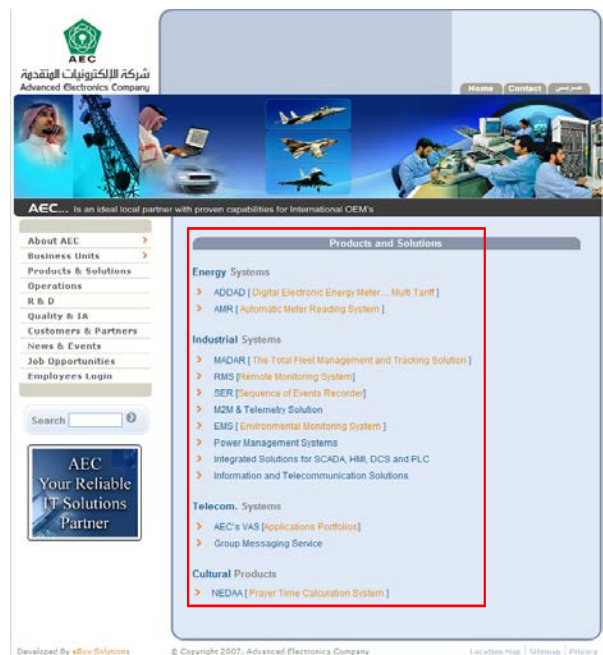 AEC
شركة الإلكترونيات المتقدمة
Advanced Electronics Company
Home
Contact
عربي
AEC... Is an ideal local partner with proven capabilities for International OEM's
About AEC
Business Units
Products & Solutions
Operations
R & D
Quality & IA
Customers & Partners
News & Events
Job Opportunities
Employees Login
Search
AEC
Your Reliable
IT Solutions
Partner
Products and Solutions
Energy Systems
ADDAD [ Digital Electronic Energy Meter... Multi Tariff ]
AMR [ Automatic Meter Reading System ]
Industrial Systems
MADAR [ The Total Fleet Management and Tracking Solution ]
RMS [Remote Monitoring System]
SER [Sequence of Events Recorder]
M2M & Telemetry Solution
EMS [ Environmental Monitoring System ]
Power Management Systems
Integrated Solutions for SCADA, HMI, DCS and PLC
Information and Telecommunication Solutions
Telecom. Systems
AEC's VAS [Applications Portfolios]
Group Messaging Service
Cultural Products
NEDAA [ Prayer Time Calculation System ]
Developed By eBov Solutions
© Copyright 2007. Advanced Electronics Company
Location Map | Sitemap | Privacy